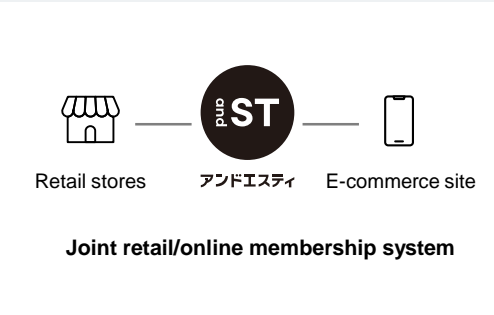 and ST
Retail stores
アンドエスティ
E-commerce site
Joint retail/online membership system